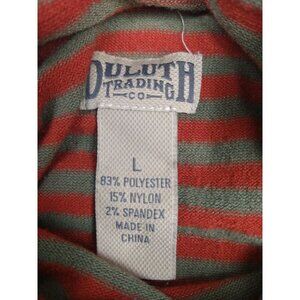 DULUTH
TRADING
CO
L
83% POLYESTER
15% NYLON
2% SPANDEX
MADE IN
CHINA